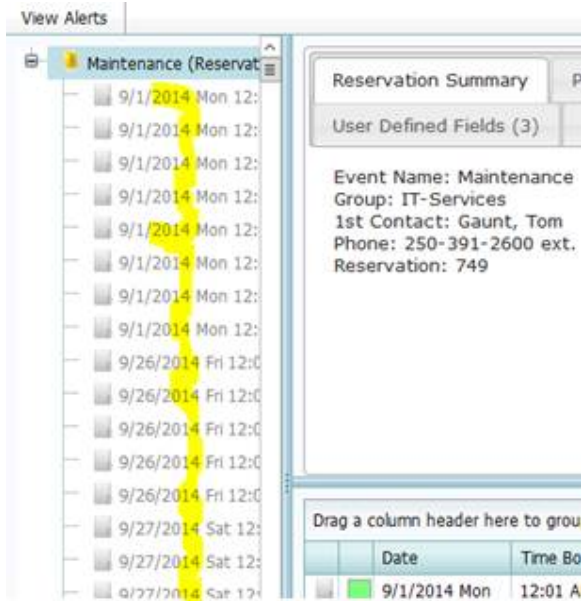 View Alerts
Maintenance (Reservat
9/1/2014 Mon 12:
9/1/2014 Mon 12:
9/1/2014 Mon 12:
9/1/2014 Mon 12:
9/1/2014 Mon 12:
9/1/2014 Mon 12:
9/1/2014 Mon 12:
9/1/2014 Mon 12:
9/26/2014 Fri 12:0
9/26/2014 Fri 12:0
9/26/2014 Fri 12:0
9/26/2014 Fri 12:0
9/26/2014 Fri 12:0
9/27/2014 Sat 12:
9/27/2014 Sat 12:
9/27/2014 Sat 12:
Reservation Summary
P
User Defined Fields (3)
Event Name: Maintenance
Group: IT-Services
1st Contact: Gaunt, Tom
Phone: 250-391-2600 ext.
Reservation: 749
Drag a column header here to grou
Date Time Bo
9/1/2014 Mon 12:01 A